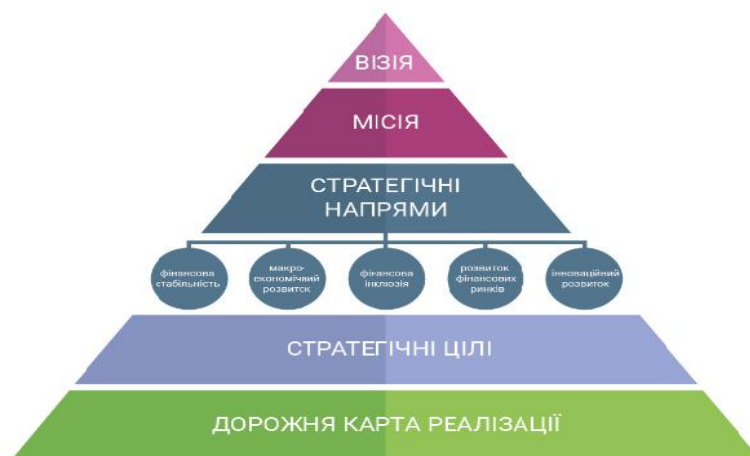 ВІЗІЯ
МІСІЯ
СТРАТЕГІЧНІ
НАПРЯМИ
фінансова
стабільність
макро-
економічний
розвиток
фінансова
інклюзія
розвиток
фінансових
ринків
інноваційний
розвиток
СТРАТЕГІЧНІ ЦІЛІ
ДОРОЖНЯ КАРТА РЕАЛІЗАЦІЇ